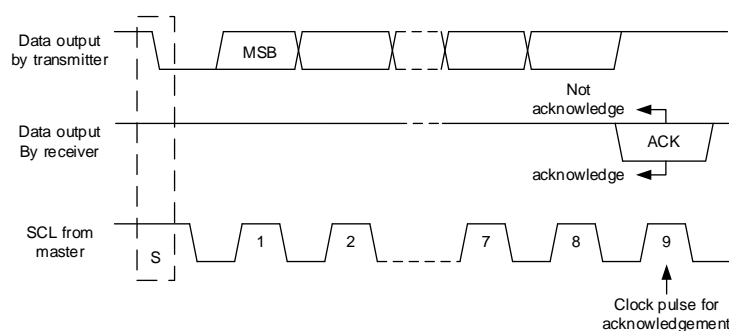 Data output
by transmitter
MSB
Not
acknowledge
Data output
By receiver
ACK
acknowledge
SCL from
master
S
1
2
7
8
9
Clock pulse for
acknowledgement